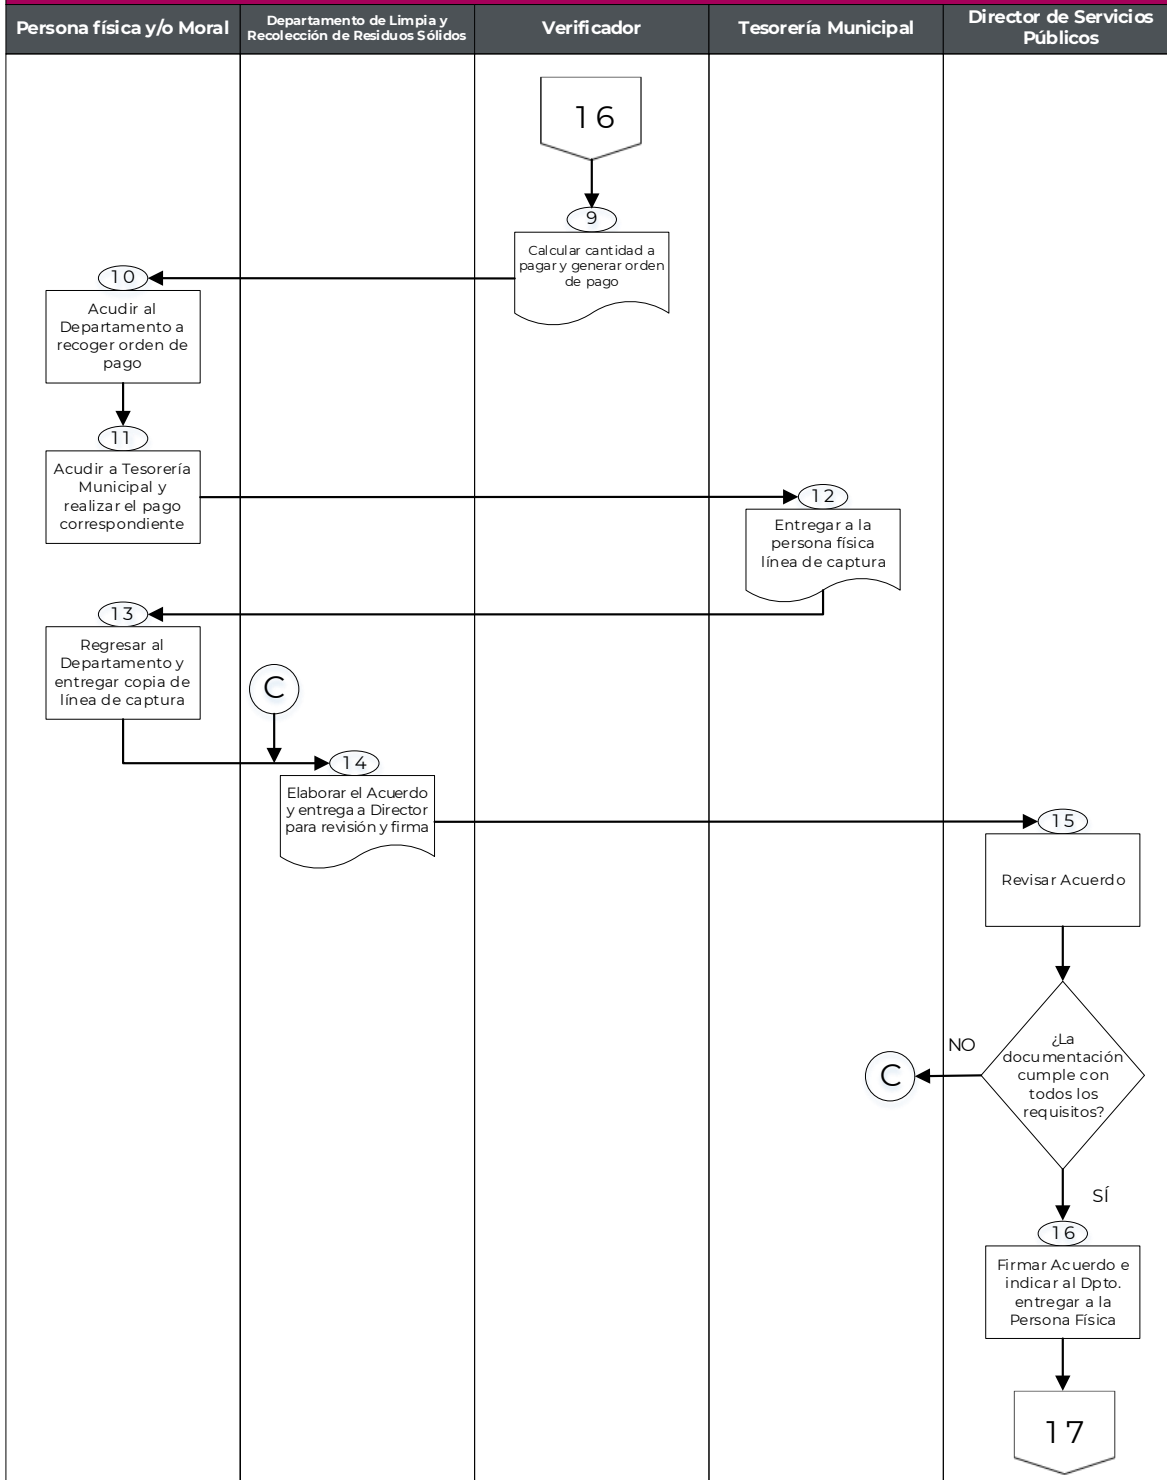 Persona física y/o Moral
Departamento de Limpia y
Recolección de Residuos Sólidos
Verificador
Tesorería Municipal
Director de Servicios
Públicos
16
9
Calcular cantidad a
pagar y generar orden
de pago
10
Acudir al
Departamento a
recoger orden de
pago
11
Acudir a Tesorería
Municipal y
realizar el pago
correspondiente
12
Entregar a la
persona física
línea de captura
13
Regresar al
Departamento y
entregar copia de
línea de captura
C
14
Elaborar el Acuerdo
y entrega a Director
para revisión y firma
15
Revisar Acuerdo
¿La
documentación
cumple con
todos los
requisitos?
NO
C
SÍ
16
Firmar Acuerdo e
indicar al Dpto.
entregar a la
Persona Física
17